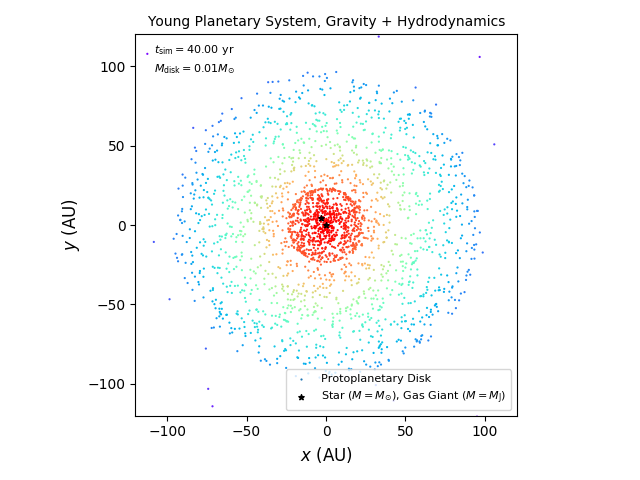 Young Planetary System, Gravity + Hydrodynamics
t_sim = 40.00 yr
M_disk = 0.01M_⊙
100
50
0
−50
−100
y (AU)
−100 −50 0 50 100
x (AU)
Protoplanetary Disk
Star (M = M_⊙), Gas Giant (M = M_J)